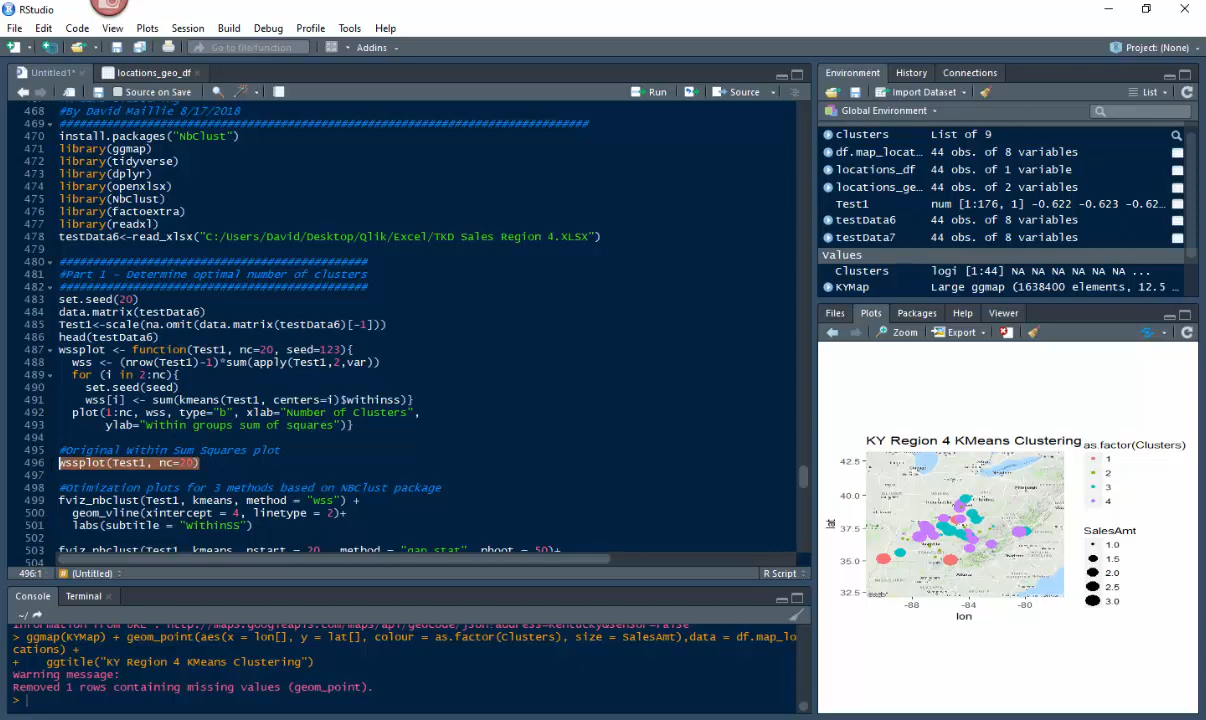 RStudio
File Edit Code View Plots Session Build Debug Profile Tools Help
Go to file/function Addins Project: (None)
Untitled1* locations_geo_df
Source on Save Run Source
468 #By David Maillie 8/17/2018
469 ####################################################################################
470 install.packages("NbClust")
471 library(ggmap)
472 library(tidyverse)
473 library(dplyr)
474 library(openxlsx)
475 library(Nbclust)
476 library(factoextra)
477 library(readxl)
478 testData6<-read_xlsx("C:/Users/David/Desktop/Qlik/Excel/TKD Sales Region 4.XLSX")
479
480 ################################################
481 #Part 1 - Determine optimal number of clusters
482 ################################################
483 set.seed(20)
484 data.matrix(testData6)
485 Test1<-scale(na.omit(data.matrix(testData6)[-1]))
486 head(testData6)
487 wssplot <- function(Test1, nc=20, seed=123){
488 wss <- (nrow(Test1)-1)*sum(apply(Test1,2,var))
489 for (i in 2:nc){
490 set.seed(seed)
491 wss[i] <- sum(kmeans(Test1, centers=i)$withinss)}
492 plot(1:nc, wss, type="b", xlab="Number of Clusters",
493 ylab="within groups sum of squares")}
494
495 #Original Within Sum Squares plot
496 wssplot(Test1, nc=20)
497
498 #Otimization plots for 3 methods based on NBClust package
499 fviz_nbclust(Test1, kmeans, method = "wss") +
500 geom_vline(xintercept = 4, linetype = 2)+
501 labs(subtitle = "withinss")
502
503 fviz_nbclust(Test1, kmeans, nstart = 20, method = "gap_stat", nboot = 50)+
504
496:1 (Untitled) R Script
Console Terminal
~/
> ggmap(KYMap) + geom_point(aes(x = lon[], y = lat[], colour = as.factor(Clusters), size = SalesAmt),data = df.map_lo
cations) +
+ ggtitle("KY Region 4 KMeans Clustering")
Warning message:
Removed 1 rows containing missing values (geom_point).
>
Environment History Connections
Import Dataset List
Global Environment
clusters List of 9
df.map_locat… 44 obs. of 8 variables
locations_df 44 obs. of 1 variable
locations_ge… 44 obs. of 2 variables
Test1 num [1:176, 1] -0.622 -0.623 -0.62…
testData6 44 obs. of 8 variables
testData7 44 obs. of 8 variables
Values
Clusters logi [1:44] NA NA NA NA NA ...
KYMap Large ggmap (1638400 elements, 12.5 …
Files Plots Packages Help Viewer
Zoom Export
KY Region 4 KMeans Clustering
as.factor(Clusters)
1
2
3
4
SalesAmt
1.0
1.5
2.0
2.5
3.0
42.5
40.0
37.5
35.0
32.5
lat
-88 -84 -80
lon